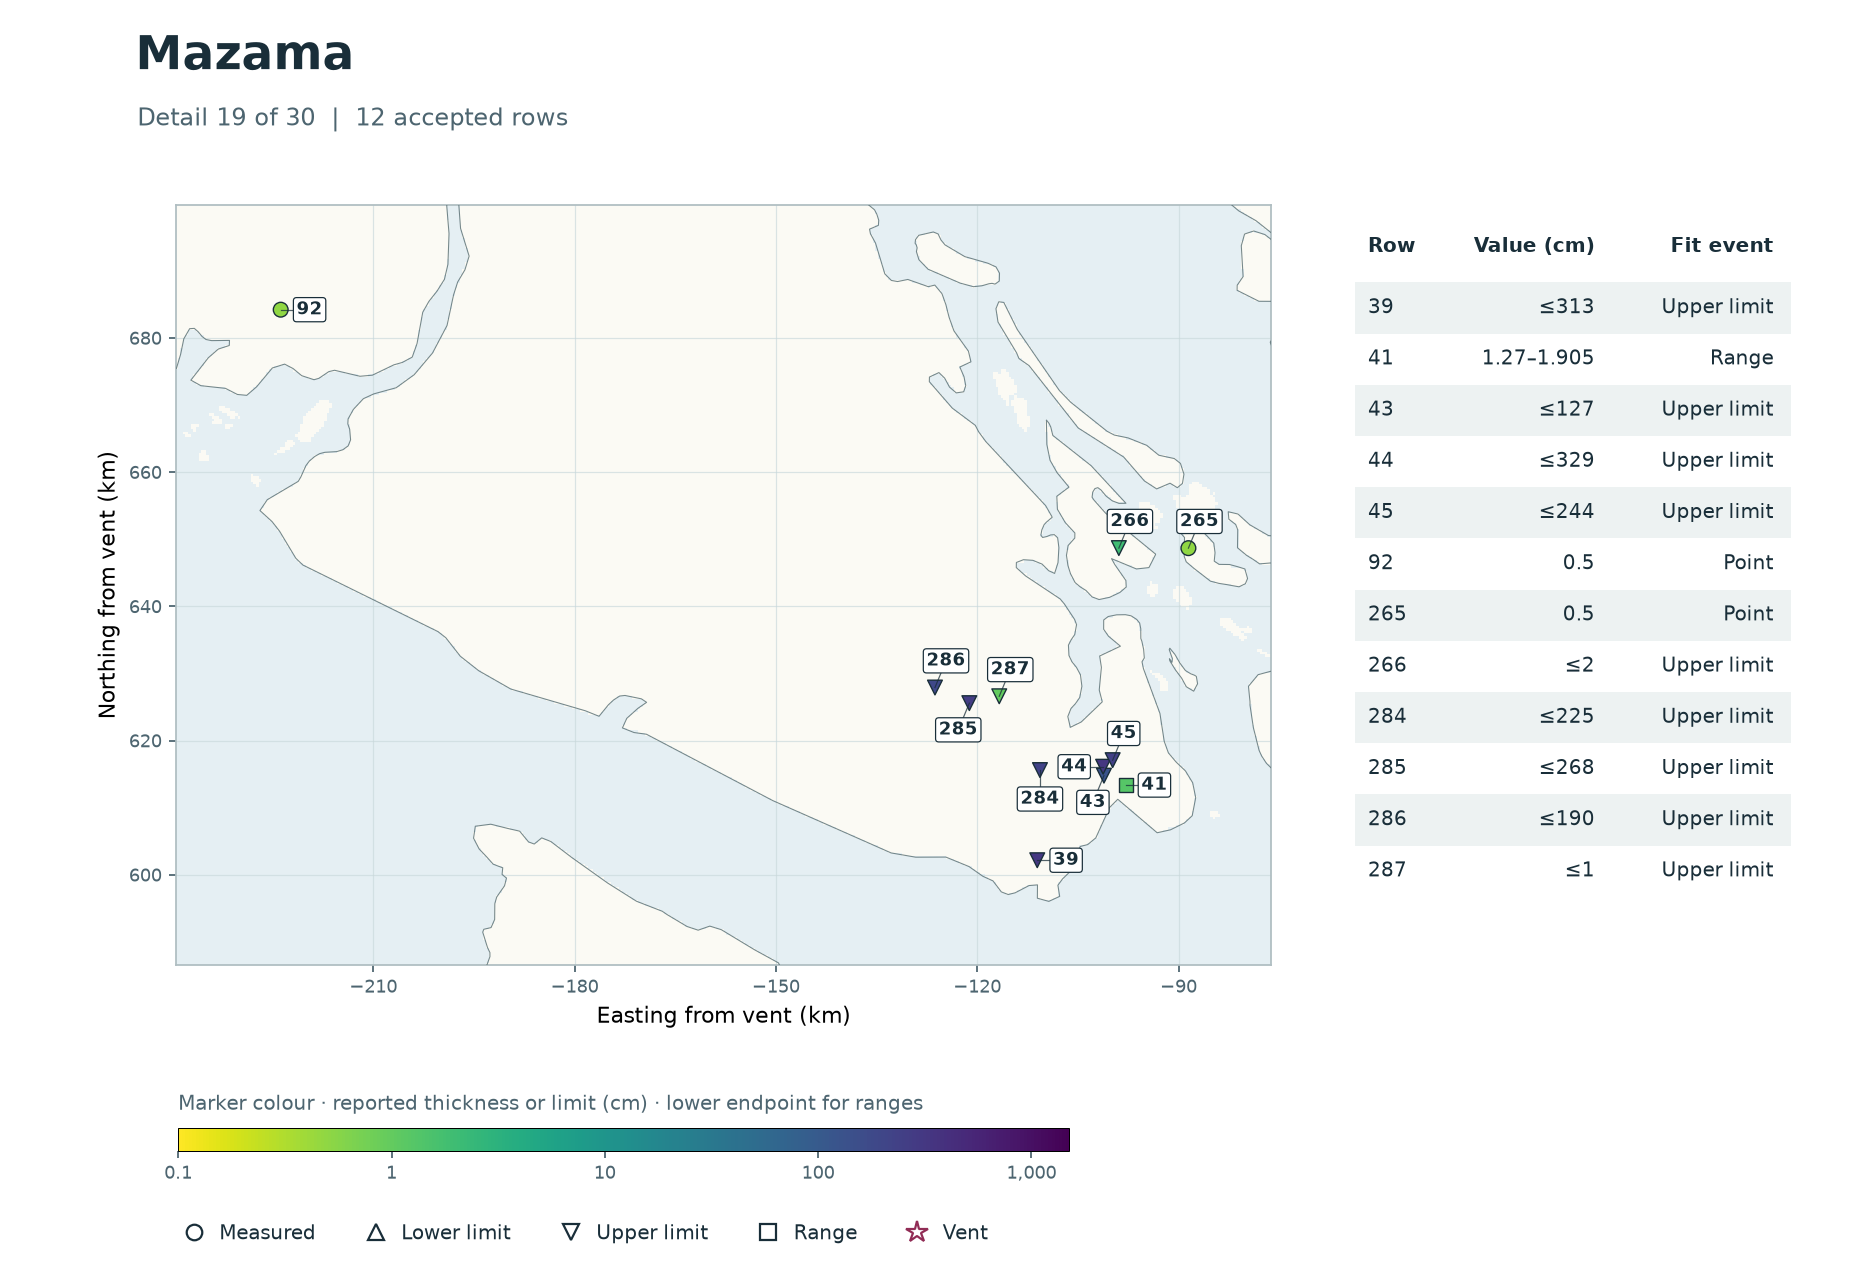 Mazama
Detail 19 of 30 | 12 accepted rows
Row Value (cm) Fit event
39 ≤313 Upper limit
41 1.27–1.905 Range
43 ≤127 Upper limit
44 ≤329 Upper limit
45 ≤244 Upper limit
92 0.5 Point
265 0.5 Point
266 ≤2 Upper limit
284 ≤225 Upper limit
285 ≤268 Upper limit
286 ≤190 Upper limit
287 ≤1 Upper limit
Northing from vent (km)
680
660
640
620
600
92
266
265
286
287
285
45
44
41
284
43
39
−210
−180
−150
−120
−90
Easting from vent (km)
Marker colour · reported thickness or limit (cm) · lower endpoint for ranges
0.1
1
10
100
1,000
Measured
Lower limit
Upper limit
Range
Vent